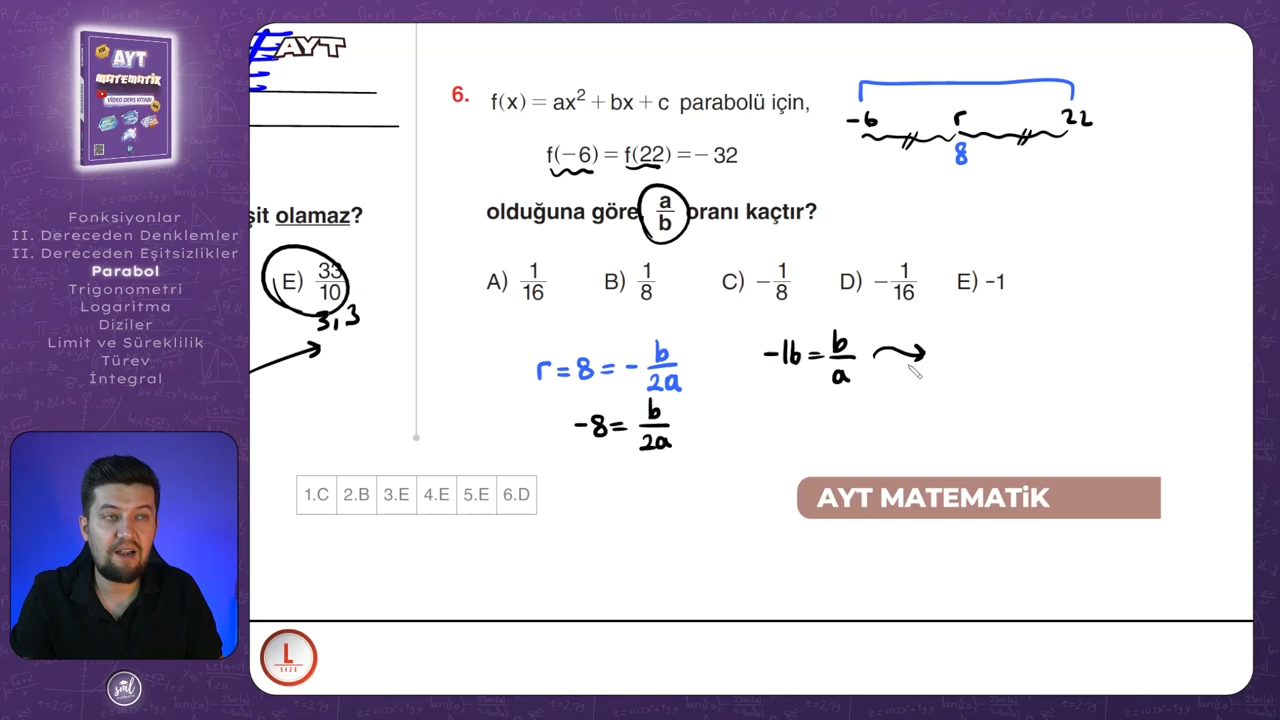 AYT
MATEMATİK
VİDEO DERS KİTABI
Fonksiyonlar
II. Dereceden Denklemler
II. Dereceden Eşitsizlikler
Parabol
Trigonometri
Logaritma
Diziler
Limit ve Süreklilik
Türev
İntegral
sml
AYT
şit olamaz?
E) 33/10
3,3
6. f(x) = ax² + bx + c parabolü için,
f(−6) = f(22) = − 32
olduğuna göre, a/b oranı kaçtır?
A) 1/16 B) 1/8 C) −1/8 D) −1/16 E) -1
-6 r 22
8
r = 8 = - b/2a
-8 = b/2a
-16 = b/a
1.C 2.B 3.E 4.E 5.E 6.D
AYT MATEMATİK
L
SIZE